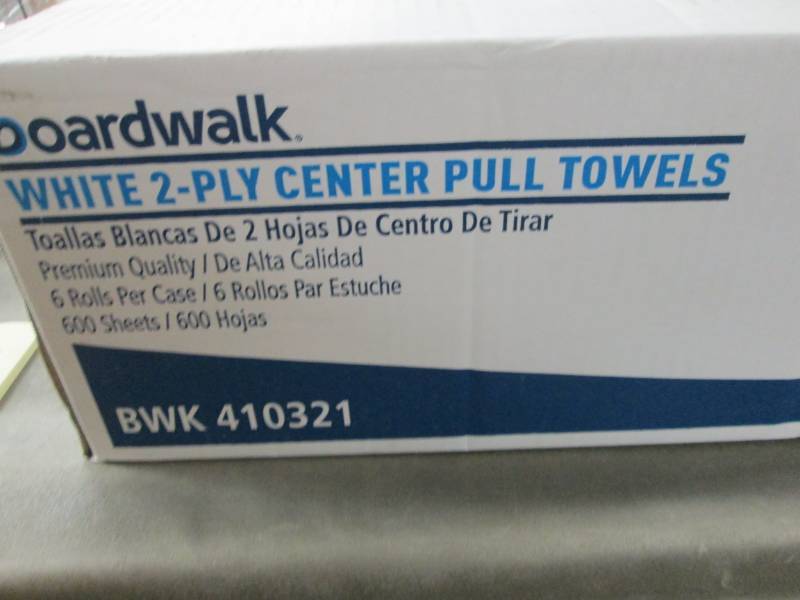 boardwalk®
WHITE 2-PLY CENTER PULL TOWELS
Toallas Blancas De 2 Hojas De Centro De Tirar
Premium Quality / De Alta Calidad
6 Rolls Per Case / 6 Rollos Par Estuche
600 Sheets / 600 Hojas
BWK 410321